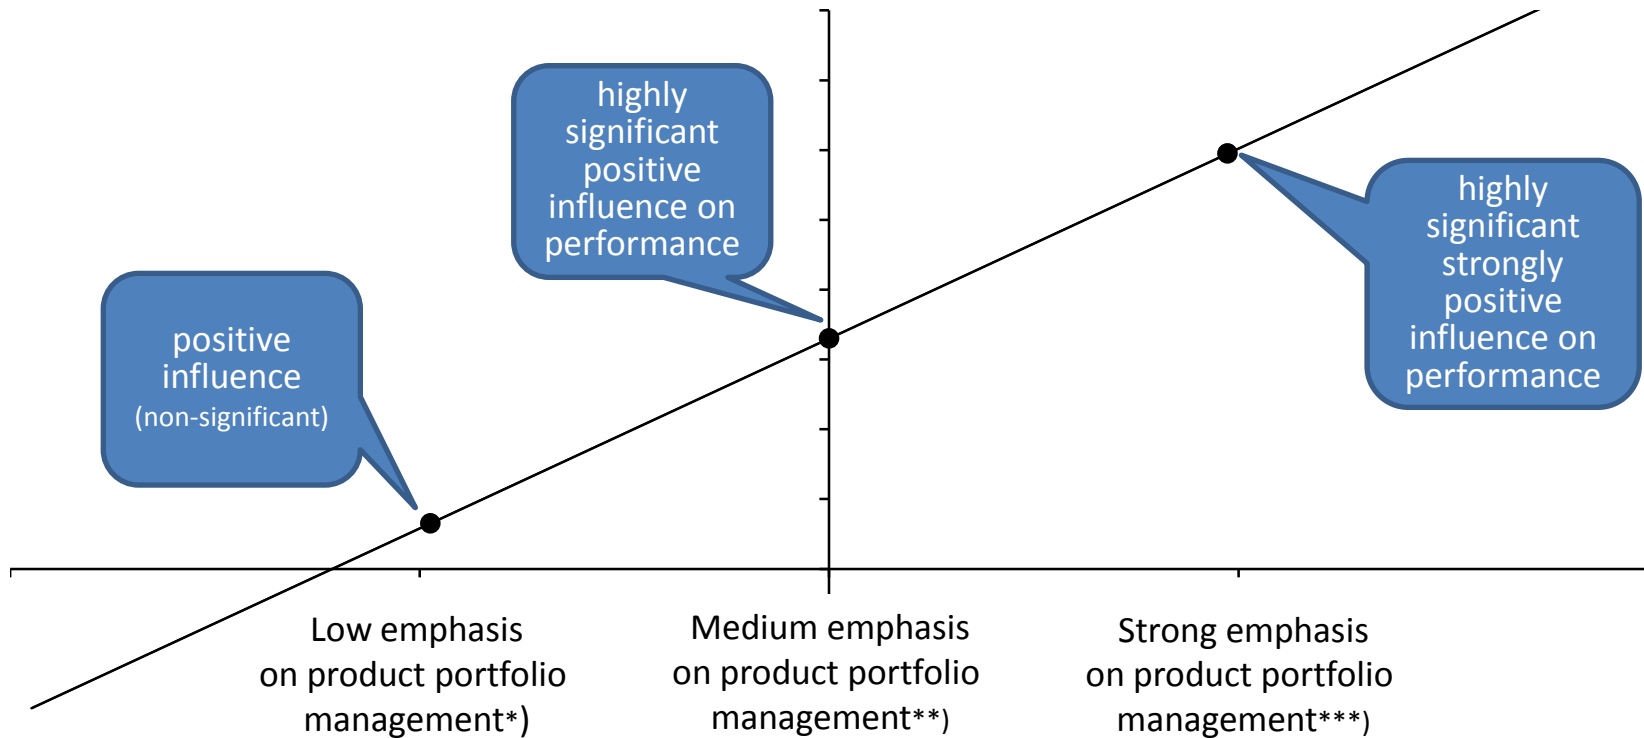 highly
significant
positive
influence on
performance
highly
significant
strongly
positive
influence on
performance
positive
influence
(non-significant)
Low emphasis
on product portfolio
management*)
Medium emphasis
on product portfolio
management**)
Strong emphasis
on product portfolio
management***)